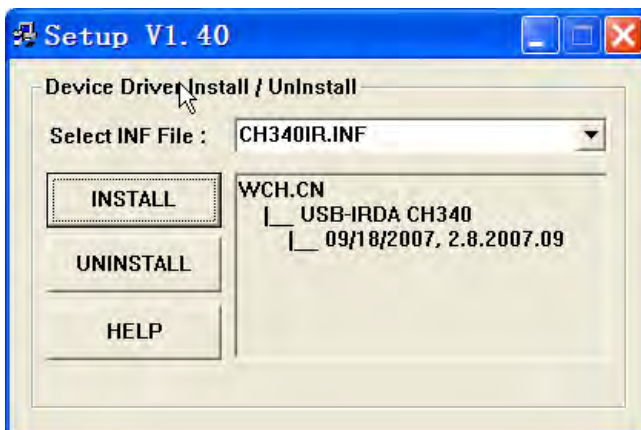 Setup V1.40
Device Driver Install / UnInstall
Select INF File :
CH340IR.INF
INSTALL
WCH.CN
|__ USB-IRDA CH340
|__ 09/18/2007, 2.8.2007.09
UNINSTALL
HELP